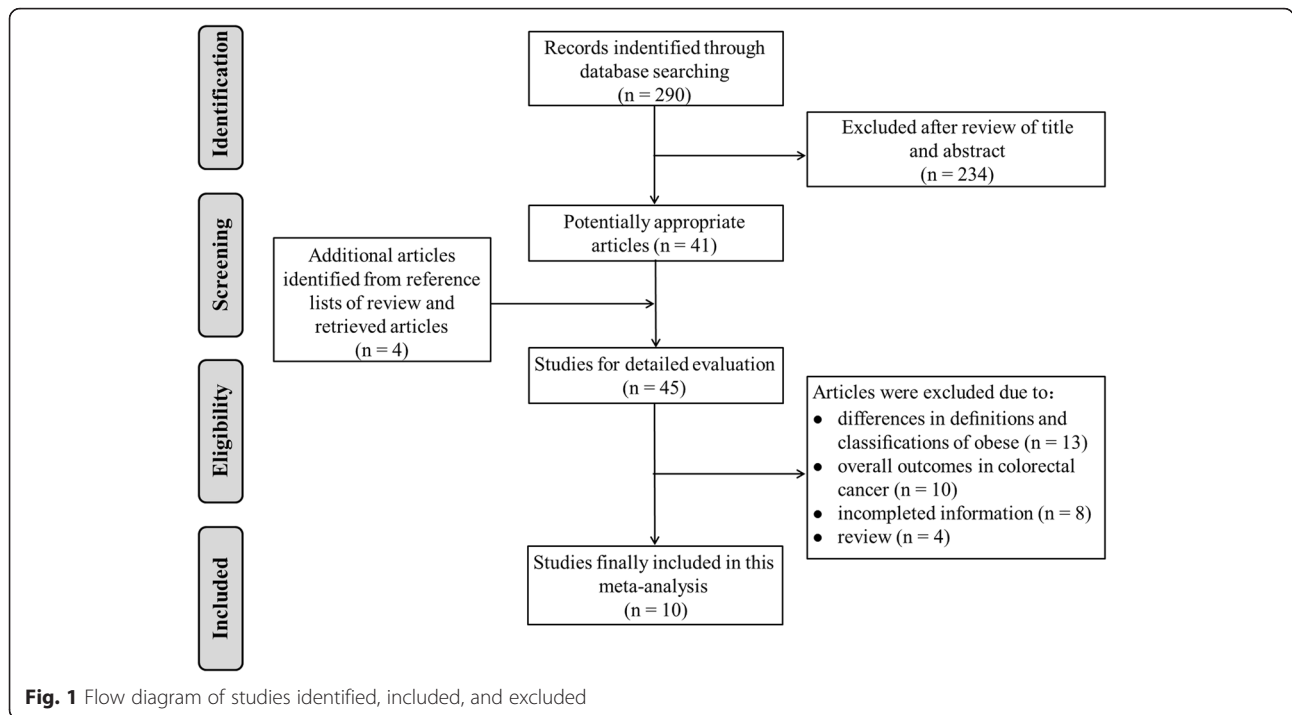 Identification
Records indentified through
database searching
(n = 290)
Excluded after review of title
and abstract
(n = 234)
Screening
Potentially appropriate
articles (n = 41)
Additional articles
identified from reference
lists of review and
retrieved articles
(n = 4)
Eligibility
Studies for detailed evaluation
(n = 45)
Articles were excluded due to：
● differences in definitions and
classifications of obese (n = 13)
● overall outcomes in colorectal
cancer (n = 10)
● incompleted information (n = 8)
● review (n = 4)
Included
Studies finally included in this
meta-analysis
(n = 10)
Fig. 1 Flow diagram of studies identified, included, and excluded